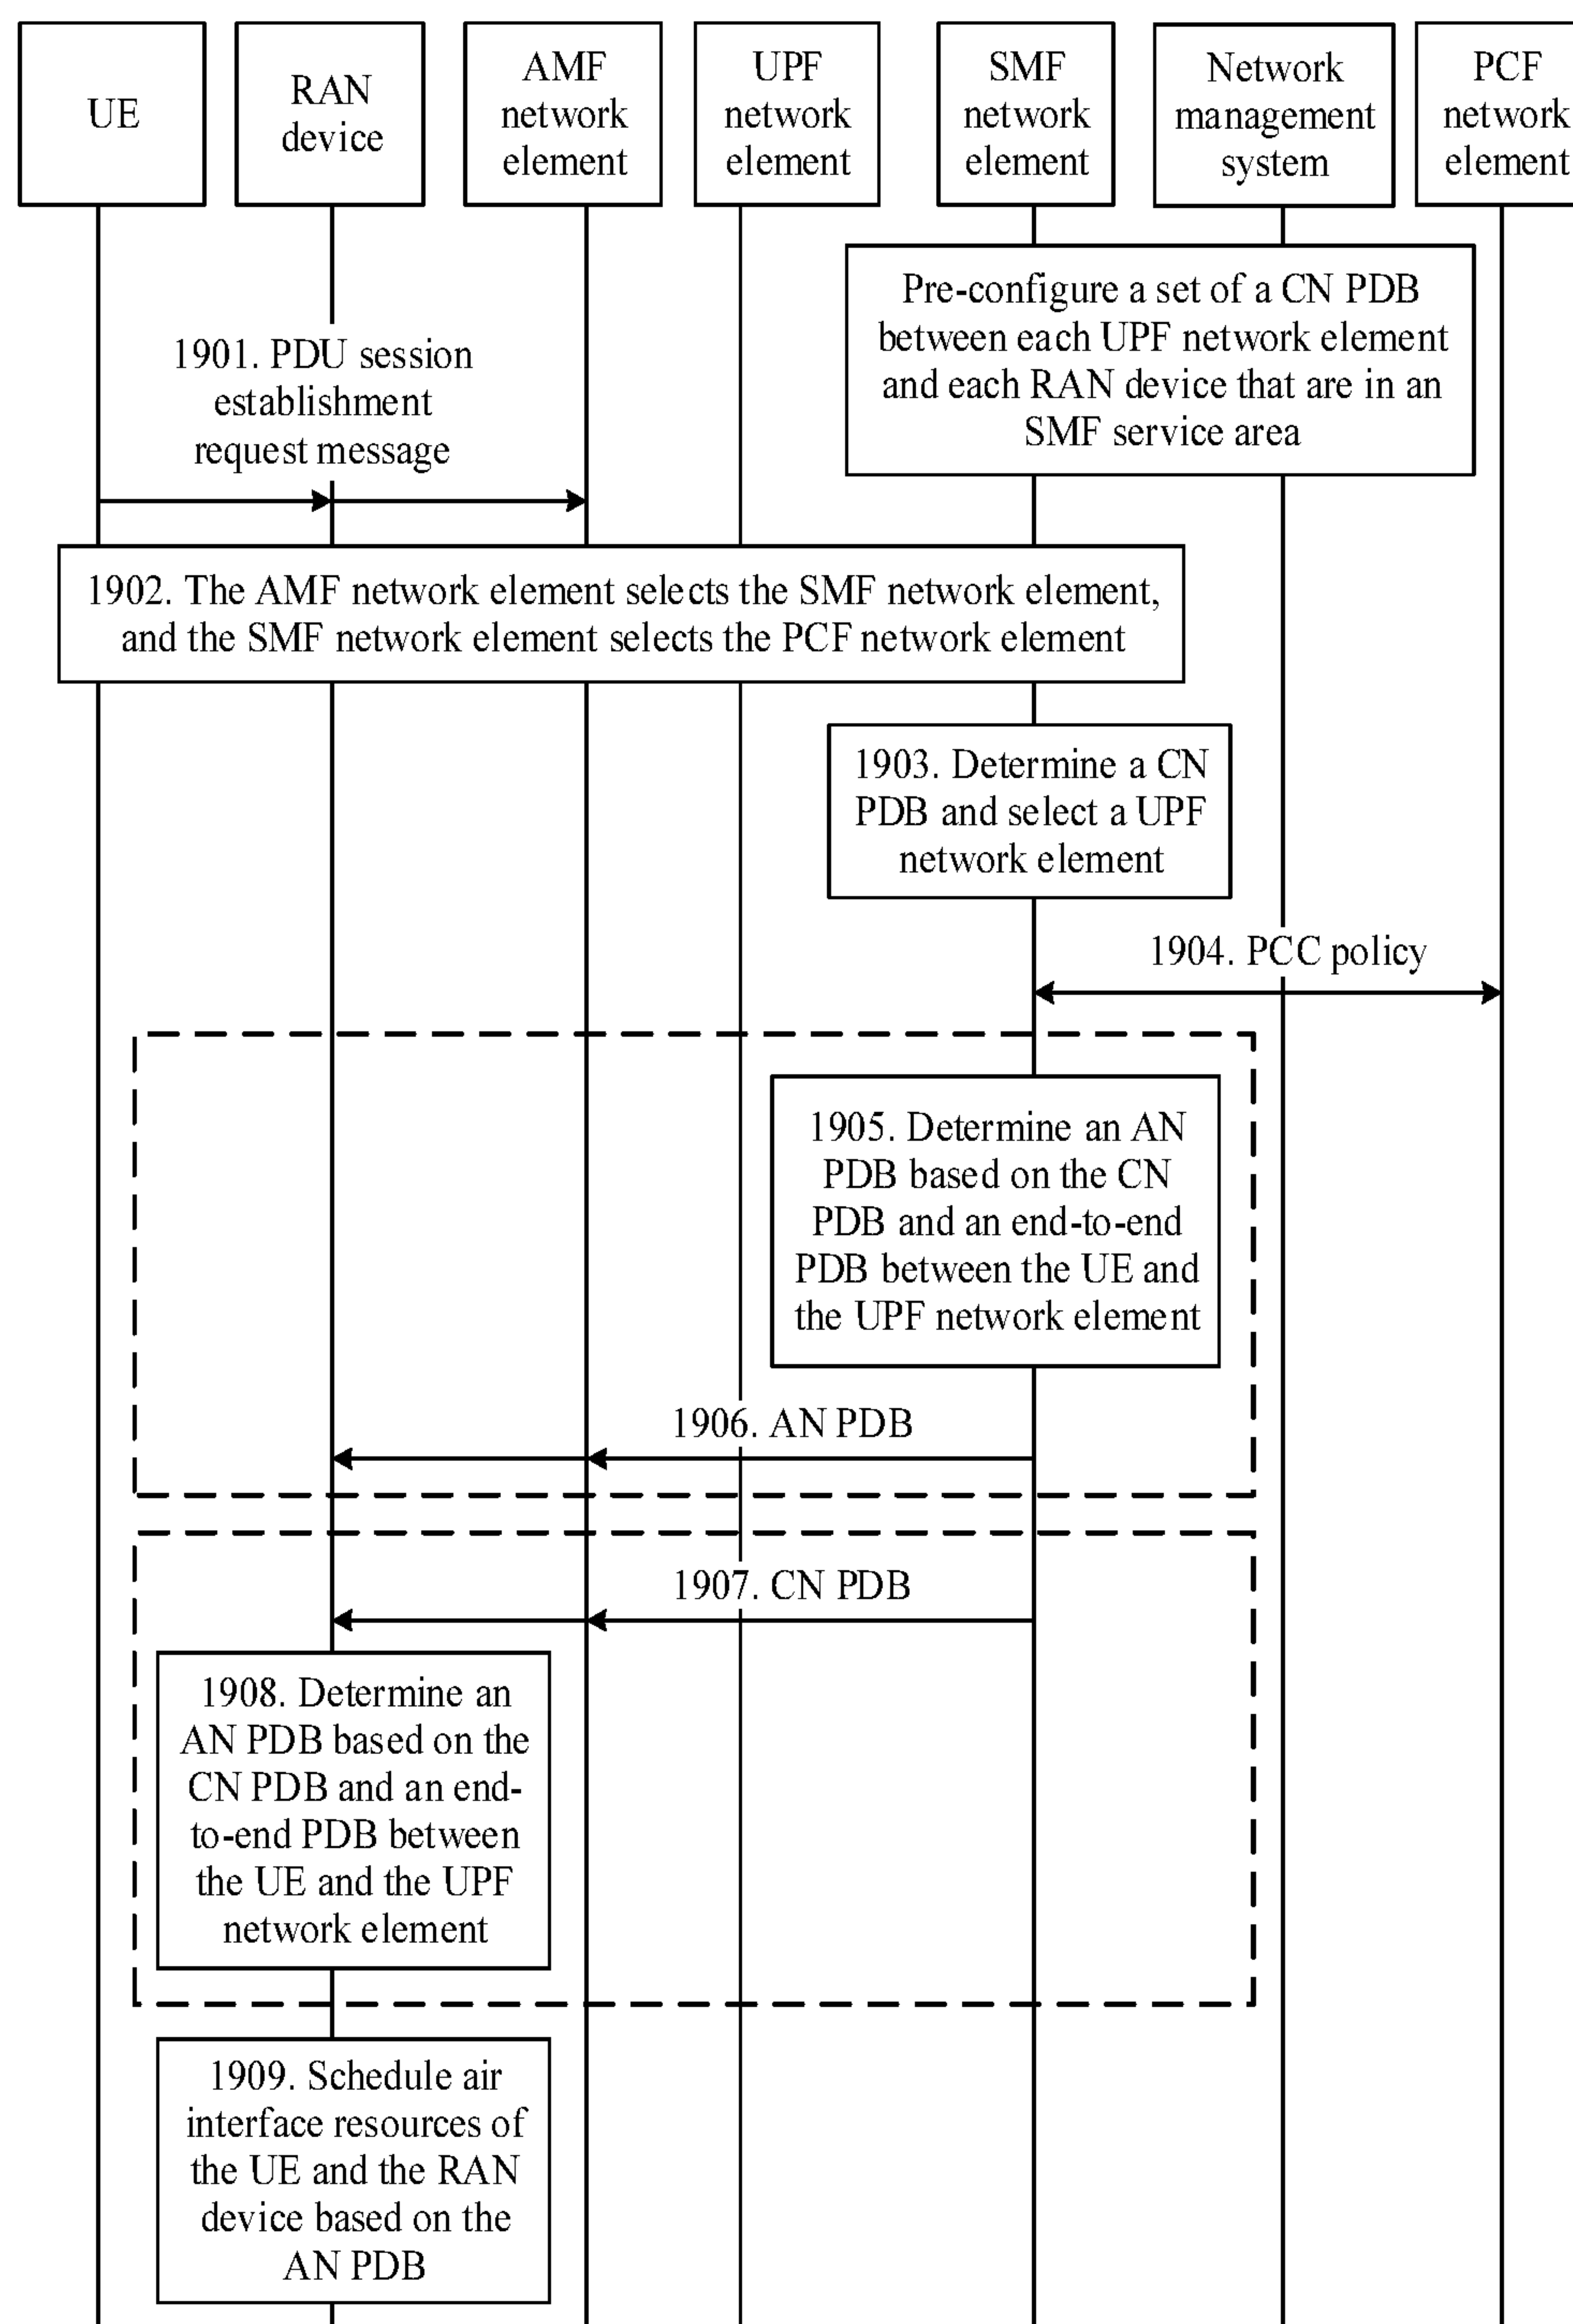 UE
RAN
device
AMF
network
element
UPF
network
element
SMF
network
element
Network
management
system
PCF
network
element
Pre-configure a set of a CN PDB
between each UPF network element
and each RAN device that are in an
SMF service area
1901. PDU session
establishment
request message
1902. The AMF network element selects the SMF network element,
and the SMF network element selects the PCF network element
1903. Determine a CN
PDB and select a UPF
network element
1904. PCC policy
1905. Determine an AN
PDB based on the CN
PDB and an end-to-end
PDB between the UE and
the UPF network element
1906. AN PDB
1907. CN PDB
1908. Determine an
AN PDB based on the
CN PDB and an end-
to-end PDB between
the UE and the UPF
network element
1909. Schedule air
interface resources of
the UE and the RAN
device based on the
AN PDB